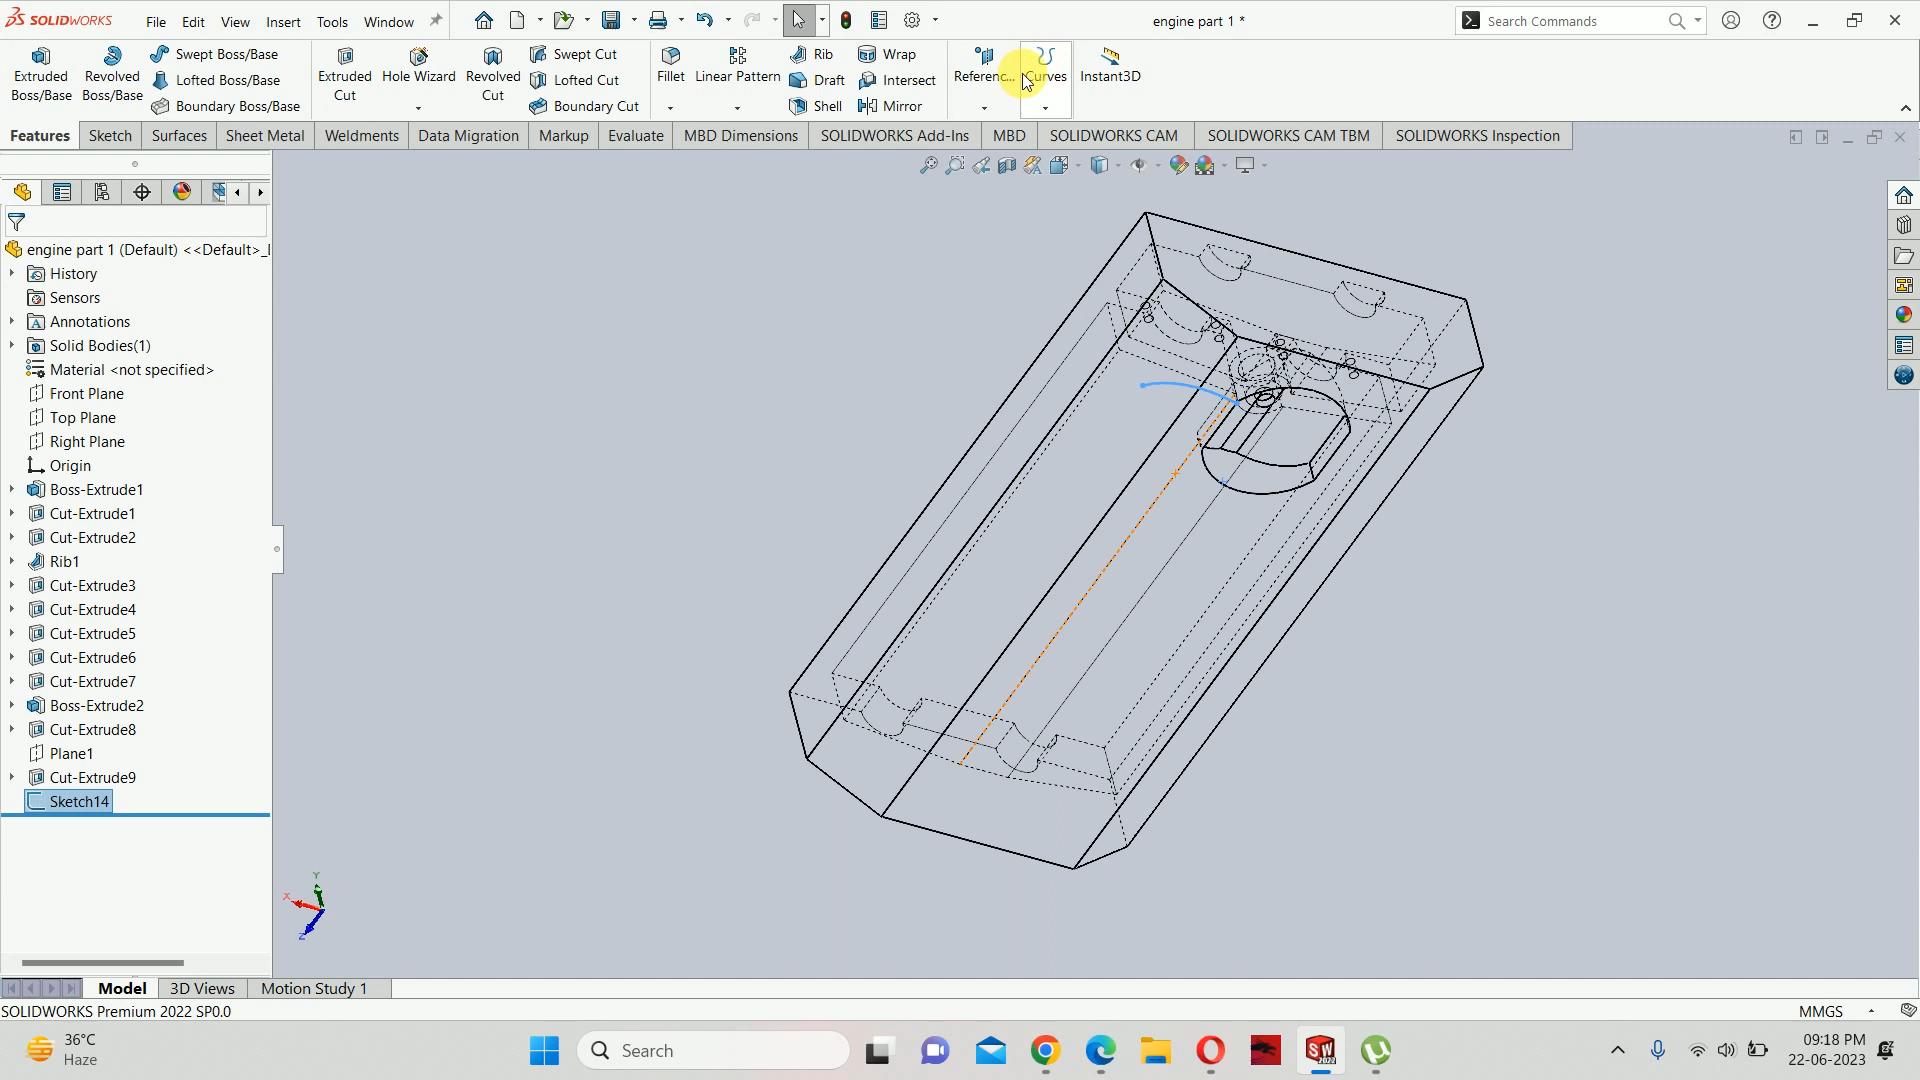 SOLIDWORKS File Edit View Insert Tools Window engine part 1 * Search Commands
Extruded Boss/Base
Revolved Boss/Base
Swept Boss/Base
Lofted Boss/Base
Boundary Boss/Base
Extruded Cut
Hole Wizard
Revolved Cut
Swept Cut
Lofted Cut
Boundary Cut
Fillet
Linear Pattern
Rib
Draft
Shell
Wrap
Intersect
Mirror
Referenc...
Curves
Instant3D
Features Sketch Surfaces Sheet Metal Weldments Data Migration Markup Evaluate MBD Dimensions SOLIDWORKS Add-Ins MBD SOLIDWORKS CAM SOLIDWORKS CAM TBM SOLIDWORKS Inspection
engine part 1 (Default) <<Default>_
History
Sensors
Annotations
Solid Bodies(1)
Material <not specified>
Front Plane
Top Plane
Right Plane
Origin
Boss-Extrude1
Cut-Extrude1
Cut-Extrude2
Rib1
Cut-Extrude3
Cut-Extrude4
Cut-Extrude5
Cut-Extrude6
Cut-Extrude7
Boss-Extrude2
Cut-Extrude8
Plane1
Cut-Extrude9
Sketch14
Y
X
Z
Model 3D Views Motion Study 1
SOLIDWORKS Premium 2022 SP0.0 MMGS
36°C
Haze
Search
SW
2022
09:18 PM
22-06-2023